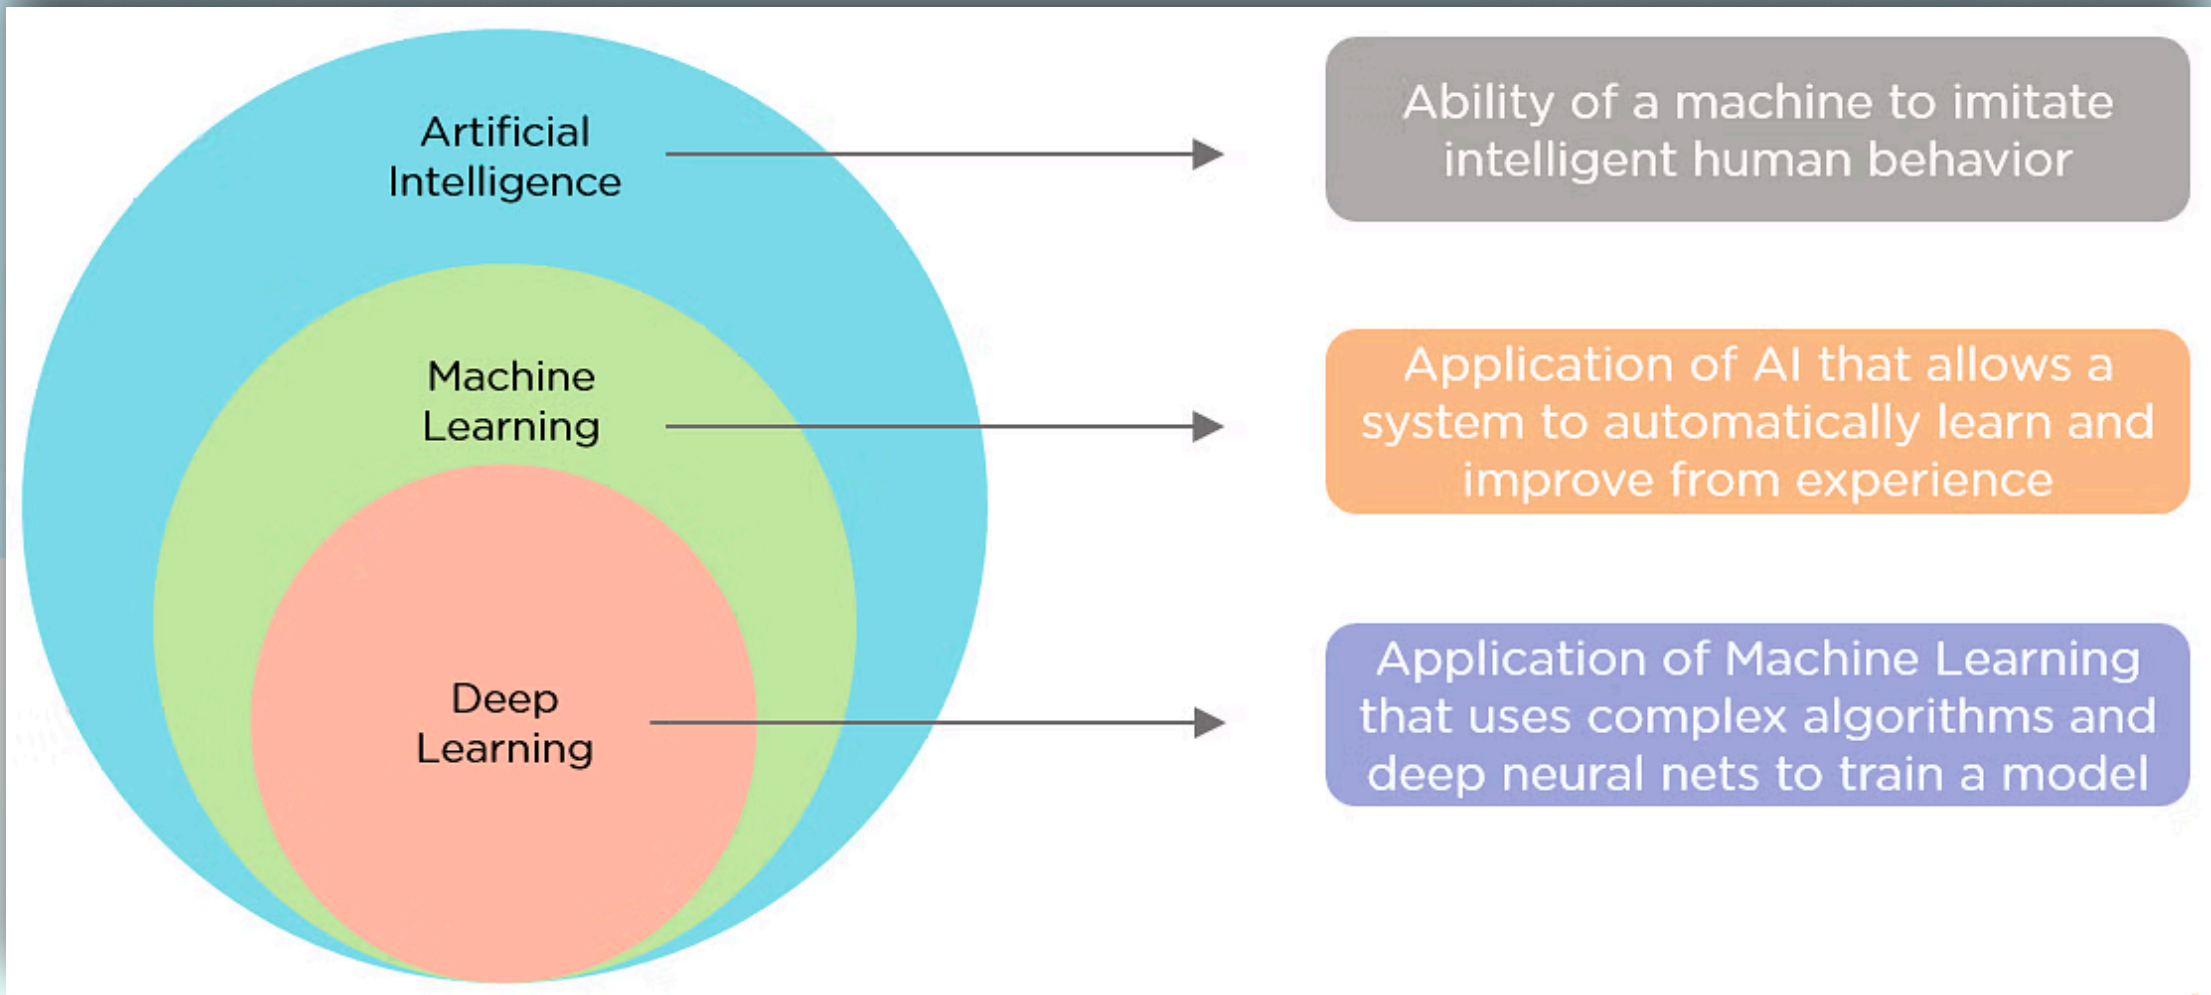 Artificial
Intelligence
Ability of a machine to imitate
intelligent human behavior
Machine
Learning
Application of AI that allows a
system to automatically learn and
improve from experience
Deep
Learning
Application of Machine Learning
that uses complex algorithms and
deep neural nets to train a model